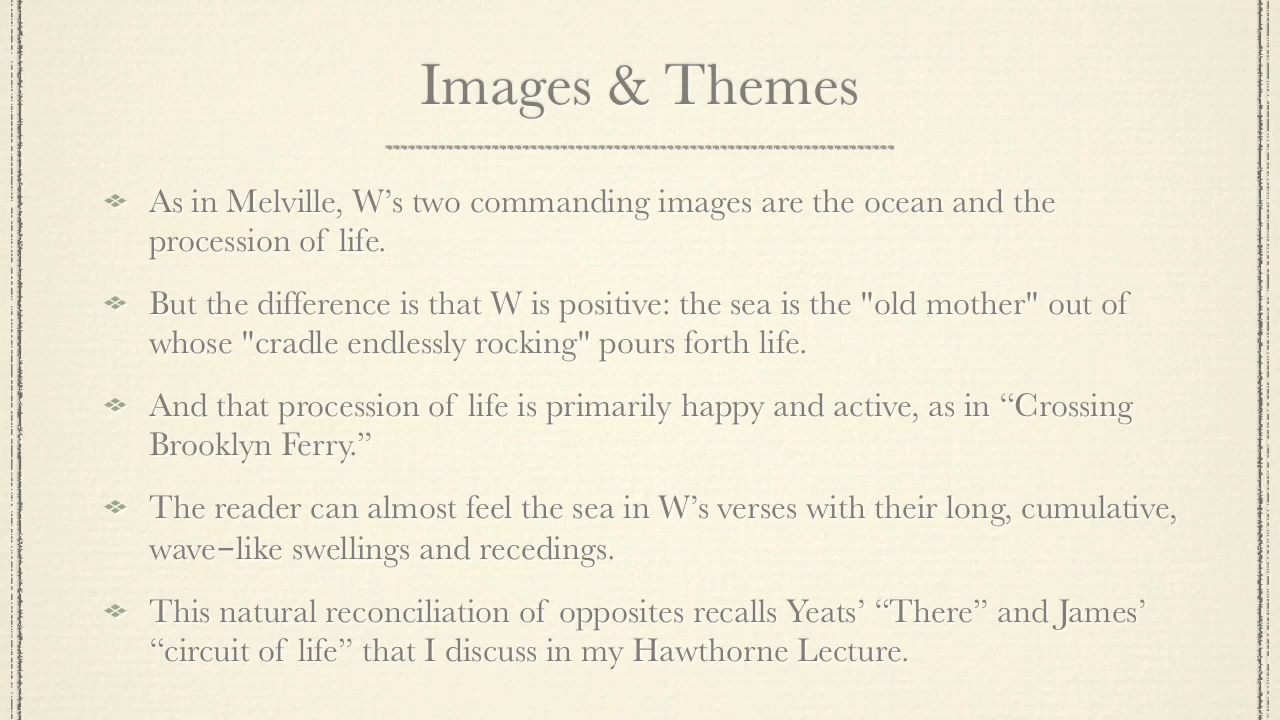 Images & Themes
As in Melville, W’s two commanding images are the ocean and the
procession of life.
But the difference is that W is positive: the sea is the "old mother" out of
whose "cradle endlessly rocking" pours forth life.
And that procession of life is primarily happy and active, as in “Crossing
Brooklyn Ferry.”
The reader can almost feel the sea in W’s verses with their long, cumulative,
wave–like swellings and recedings.
This natural reconciliation of opposites recalls Yeats’ “There” and James’
“circuit of life” that I discuss in my Hawthorne Lecture.